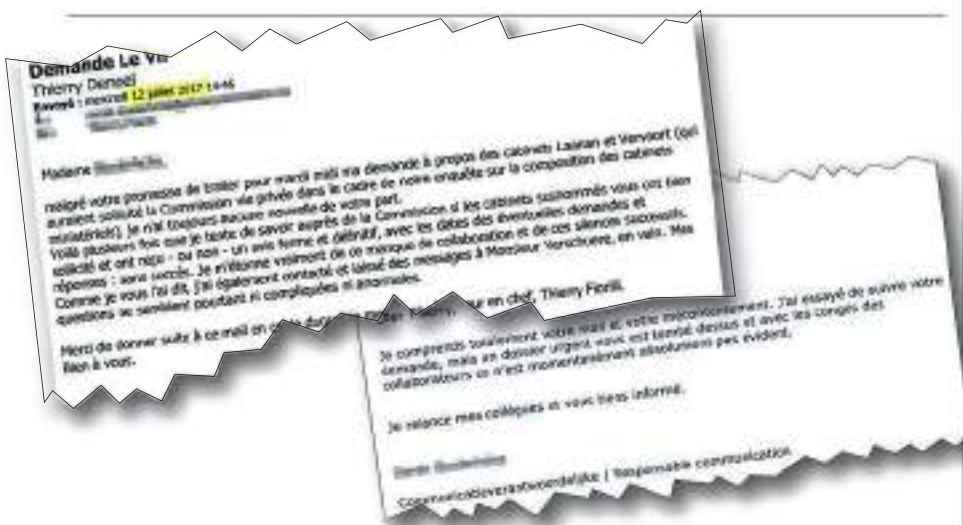 Demande Le Vif
Thierry Denoël
Envoyé : mercredi 12 juillet 2017 14:46
Madame
malgré votre promesse de traiter pour mardi midi ma demande à propos des cabinets Laanan et Vervoort (qui
auraient sollicité la Commission vie privée dans le cadre de notre enquête sur la composition des cabinets
ministériels), je n'ai toujours aucune nouvelle de votre part.
Voilà plusieurs fois que je tente de savoir auprès de la Commission si les cabinets susnommés vous ont bien
sollicité et ont reçu - ou non - un avis ferme et définitif, avec les dates des éventuelles demandes et
réponses : sans succès. Je m'étonne vraiment de ce manque de collaboration et de ces silences successifs.
Comme je vous l'ai dit, j'ai également contacté et laissé des messages à Monsieur Verschueve, en vain. Mes
questions ne semblent pourtant ni compliquées ni anormales.
Merci de donner suite à ce mail en
Bien à vous.
en chef, Thierry Fiorilli.
Je comprends totalement votre mail et votre mécontentement. J'ai essayé de suivre votre
demande, mais un dossier urgent nous est tombé dessus et avec les congés des
collaborateurs ce n'est momentanément absolument pas évident.
Je relance mes collègues et vous tiens informé.
Communicatieverantwoordelijke | Responsable communication